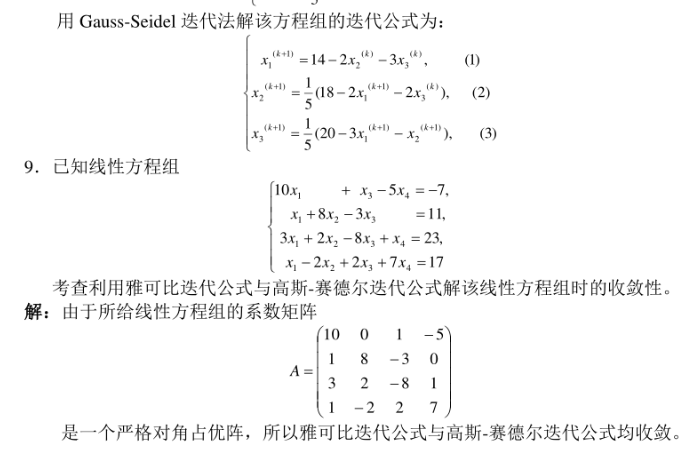 用 Gauss-Seidel 迭代法解该方程组的迭代公式为：
x₁⁽ᵏ⁺¹⁾ = 14 − 2x₂⁽ᵏ⁾ − 3x₃⁽ᵏ⁾, (1)
x₂⁽ᵏ⁺¹⁾ = 1/5 (18 − 2x₁⁽ᵏ⁺¹⁾ − 2x₃⁽ᵏ⁾), (2)
x₃⁽ᵏ⁺¹⁾ = 1/5 (20 − 3x₁⁽ᵏ⁺¹⁾ − x₂⁽ᵏ⁺¹⁾), (3)
9．已知线性方程组
10x₁ + x₃ − 5x₄ = −7,
x₁ + 8x₂ − 3x₃ = 11,
3x₁ + 2x₂ − 8x₃ + x₄ = 23,
x₁ − 2x₂ + 2x₃ + 7x₄ = 17
考查利用雅可比迭代公式与高斯-赛德尔迭代公式解该线性方程组时的收敛性。
解：由于所给线性方程组的系数矩阵
10 0 1 −5
1 8 −3 0
A = 3 2 −8 1
1 −2 2 7
是一个严格对角占优阵，所以雅可比迭代公式与高斯-赛德尔迭代公式均收敛。